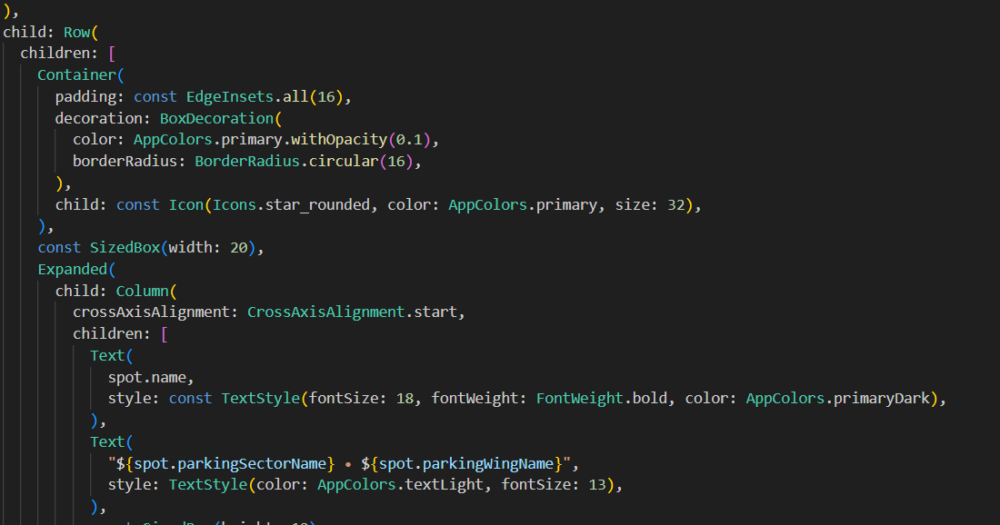 ),
child: Row(
children: [
Container(
padding: const EdgeInsets.all(16),
decoration: BoxDecoration(
color: AppColors.primary.withOpacity(0.1),
borderRadius: BorderRadius.circular(16),
),
child: const Icon(Icons.star_rounded, color: AppColors.primary, size: 32),
),
const SizedBox(width: 20),
Expanded(
child: Column(
crossAxisAlignment: CrossAxisAlignment.start,
children: [
Text(
spot.name,
style: const TextStyle(fontSize: 18, fontWeight: FontWeight.bold, color: AppColors.primaryDark),
),
Text(
"${spot.parkingSectorName} • ${spot.parkingWingName}",
style: TextStyle(color: AppColors.textLight, fontSize: 13),
),